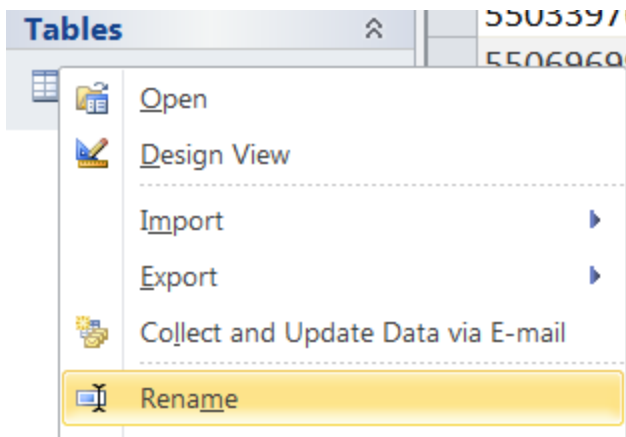 Tables
Open
Design View
Import
Export
Collect and Update Data via E-mail
Rename